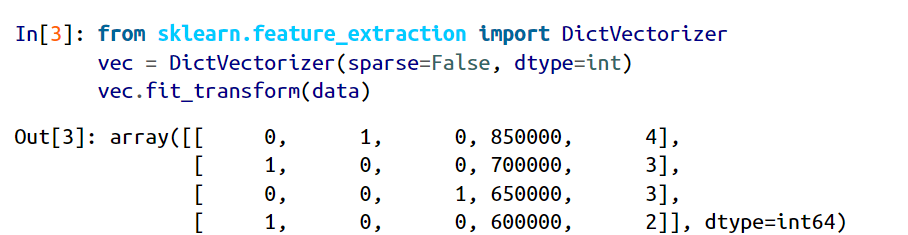 In[3]: from sklearn.feature_extraction import DictVectorizer
       vec = DictVectorizer(sparse=False, dtype=int)
       vec.fit_transform(data)
Out[3]: array([[     0,      1,      0, 850000,      4],
               [     1,      0,      0, 700000,      3],
               [     0,      0,      1, 650000,      3],
               [     1,      0,      0, 600000,      2]], dtype=int64)